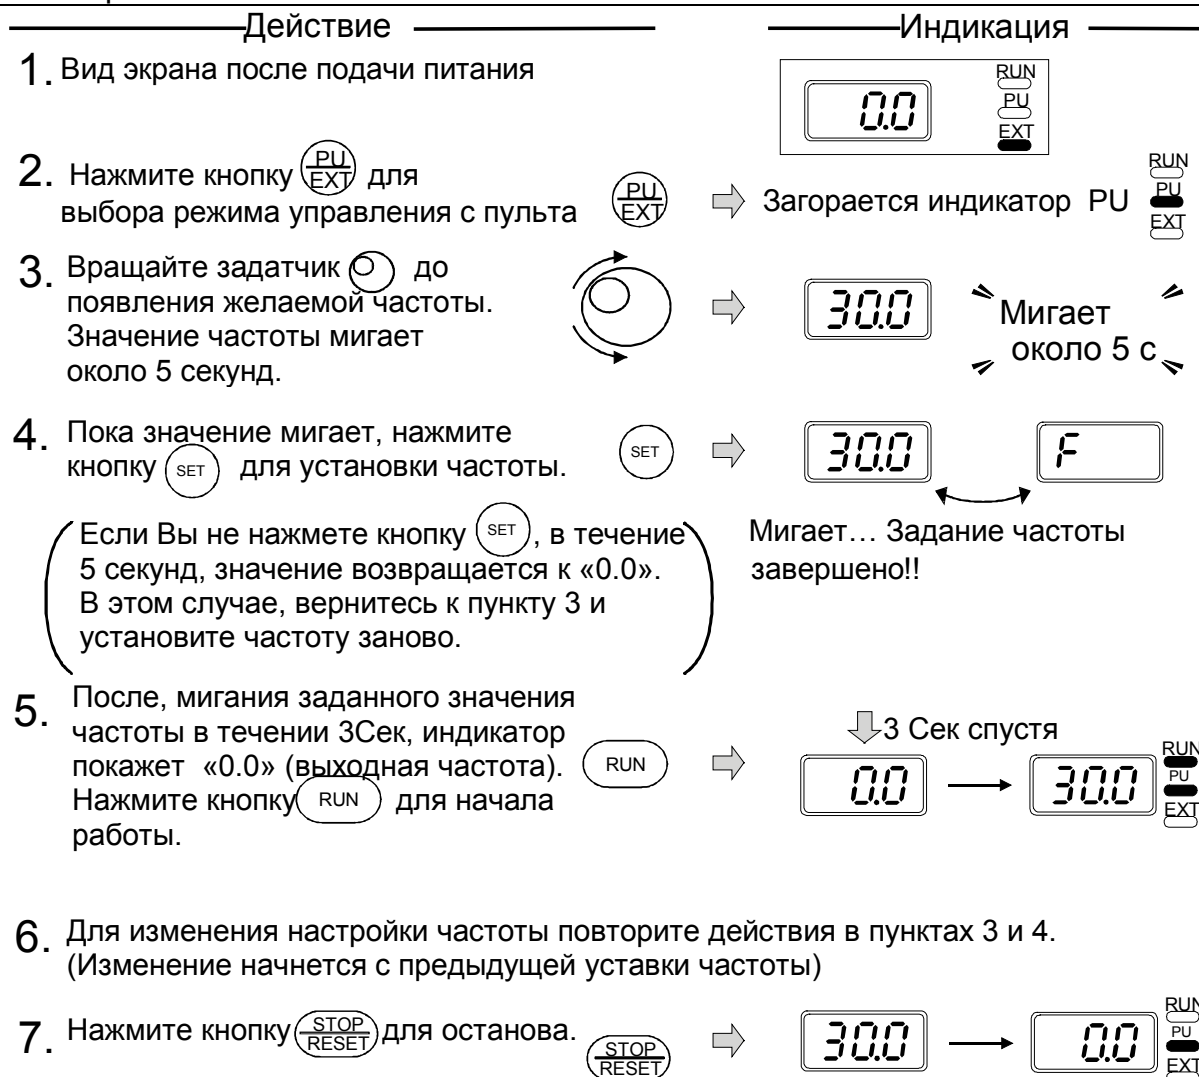 Действие Индикация
1. Вид экрана после подачи питания
0.0
RUN
PU
EXT
2. Нажмите кнопку PU/EXT для
выбора режима управления с пульта
PU
EXT
Загорается индикатор PU
RUN
PU
EXT
3. Вращайте задатчик до
появления желаемой частоты.
Значение частоты мигает
около 5 секунд.
30.0
Мигает
около 5 с
4. Пока значение мигает, нажмите
кнопку SET для установки частоты.
SET
30.0 F
Если Вы не нажмете кнопку SET, в течение
5 секунд, значение возвращается к «0.0».
В этом случае, вернитесь к пункту 3 и
установите частоту заново.
Мигает… Задание частоты
завершено!!
5. После, мигания заданного значения
частоты в течении 3Сек, индикатор
покажет «0.0» (выходная частота).
Нажмите кнопку RUN для начала
работы.
RUN
3 Сек спустя
0.0 30.0
RUN
PU
EXT
6. Для изменения настройки частоты повторите действия в пунктах 3 и 4.
(Изменение начнется с предыдущей уставки частоты)
7. Нажмите кнопку STOP/RESET для останова.
STOP
RESET
30.0 0.0
RUN
PU
EXT